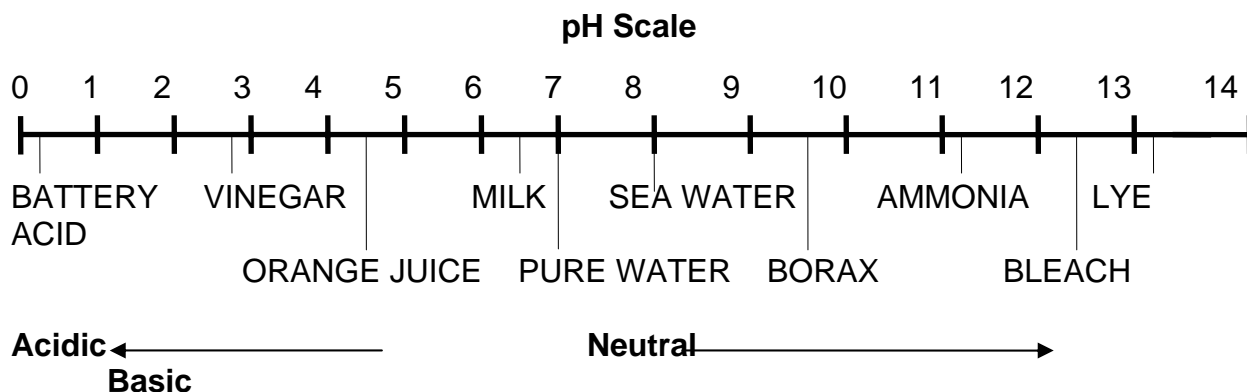 pH Scale
0 1 2 3 4 5 6 7 8 9 10 11 12 13 14
BATTERY VINEGAR MILK SEA WATER AMMONIA LYE
ACID
ORANGE JUICE PURE WATER BORAX BLEACH
Acidic Neutral
Basic